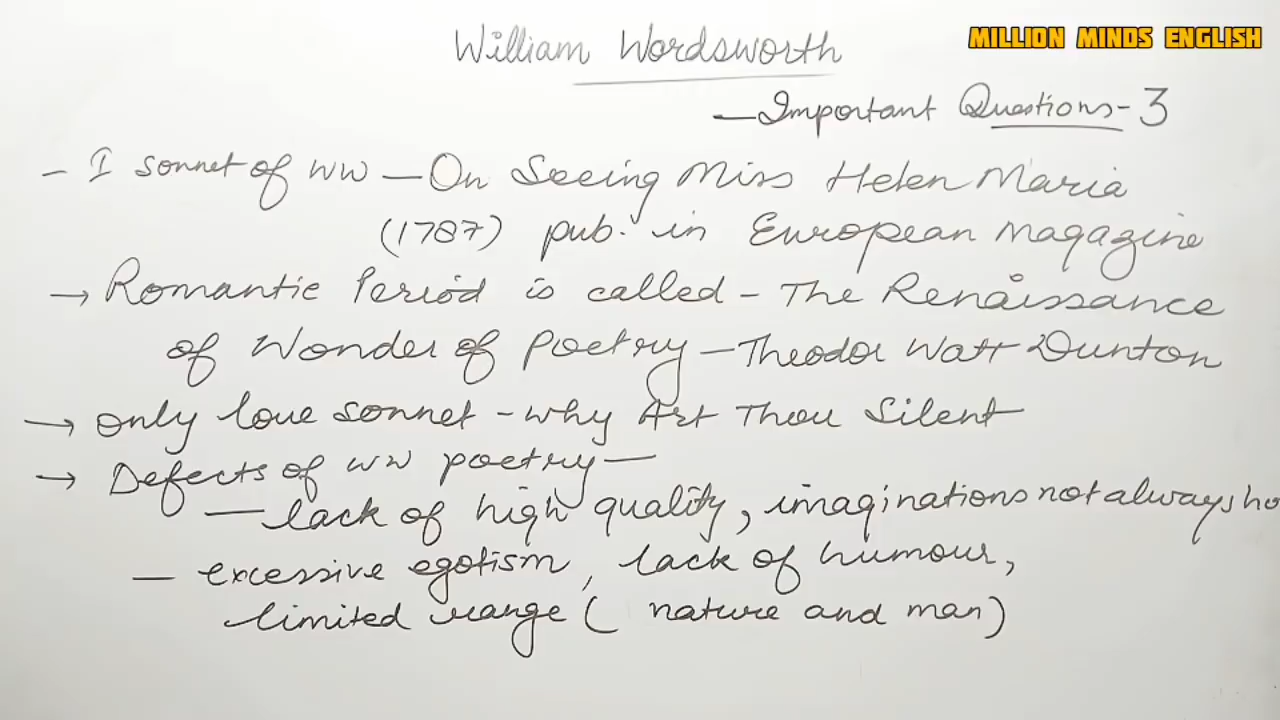 MILLION MINDS ENGLISH
William Wordsworth
— Important Questions - 3
- I sonnet of WW — On Seeing Miss Helen Maria
(1787) pub. in European Magazine
→ Romantic Period is called - The Renaissance
of Wonder of Poetry — Theodor Watt Dunton
→ Only love sonnet - Why Art Thou Silent
→ Defects of WW poetry —
— lack of high quality, imaginations not always
— excessive egotism, lack of humour,
limited range ( nature and man)